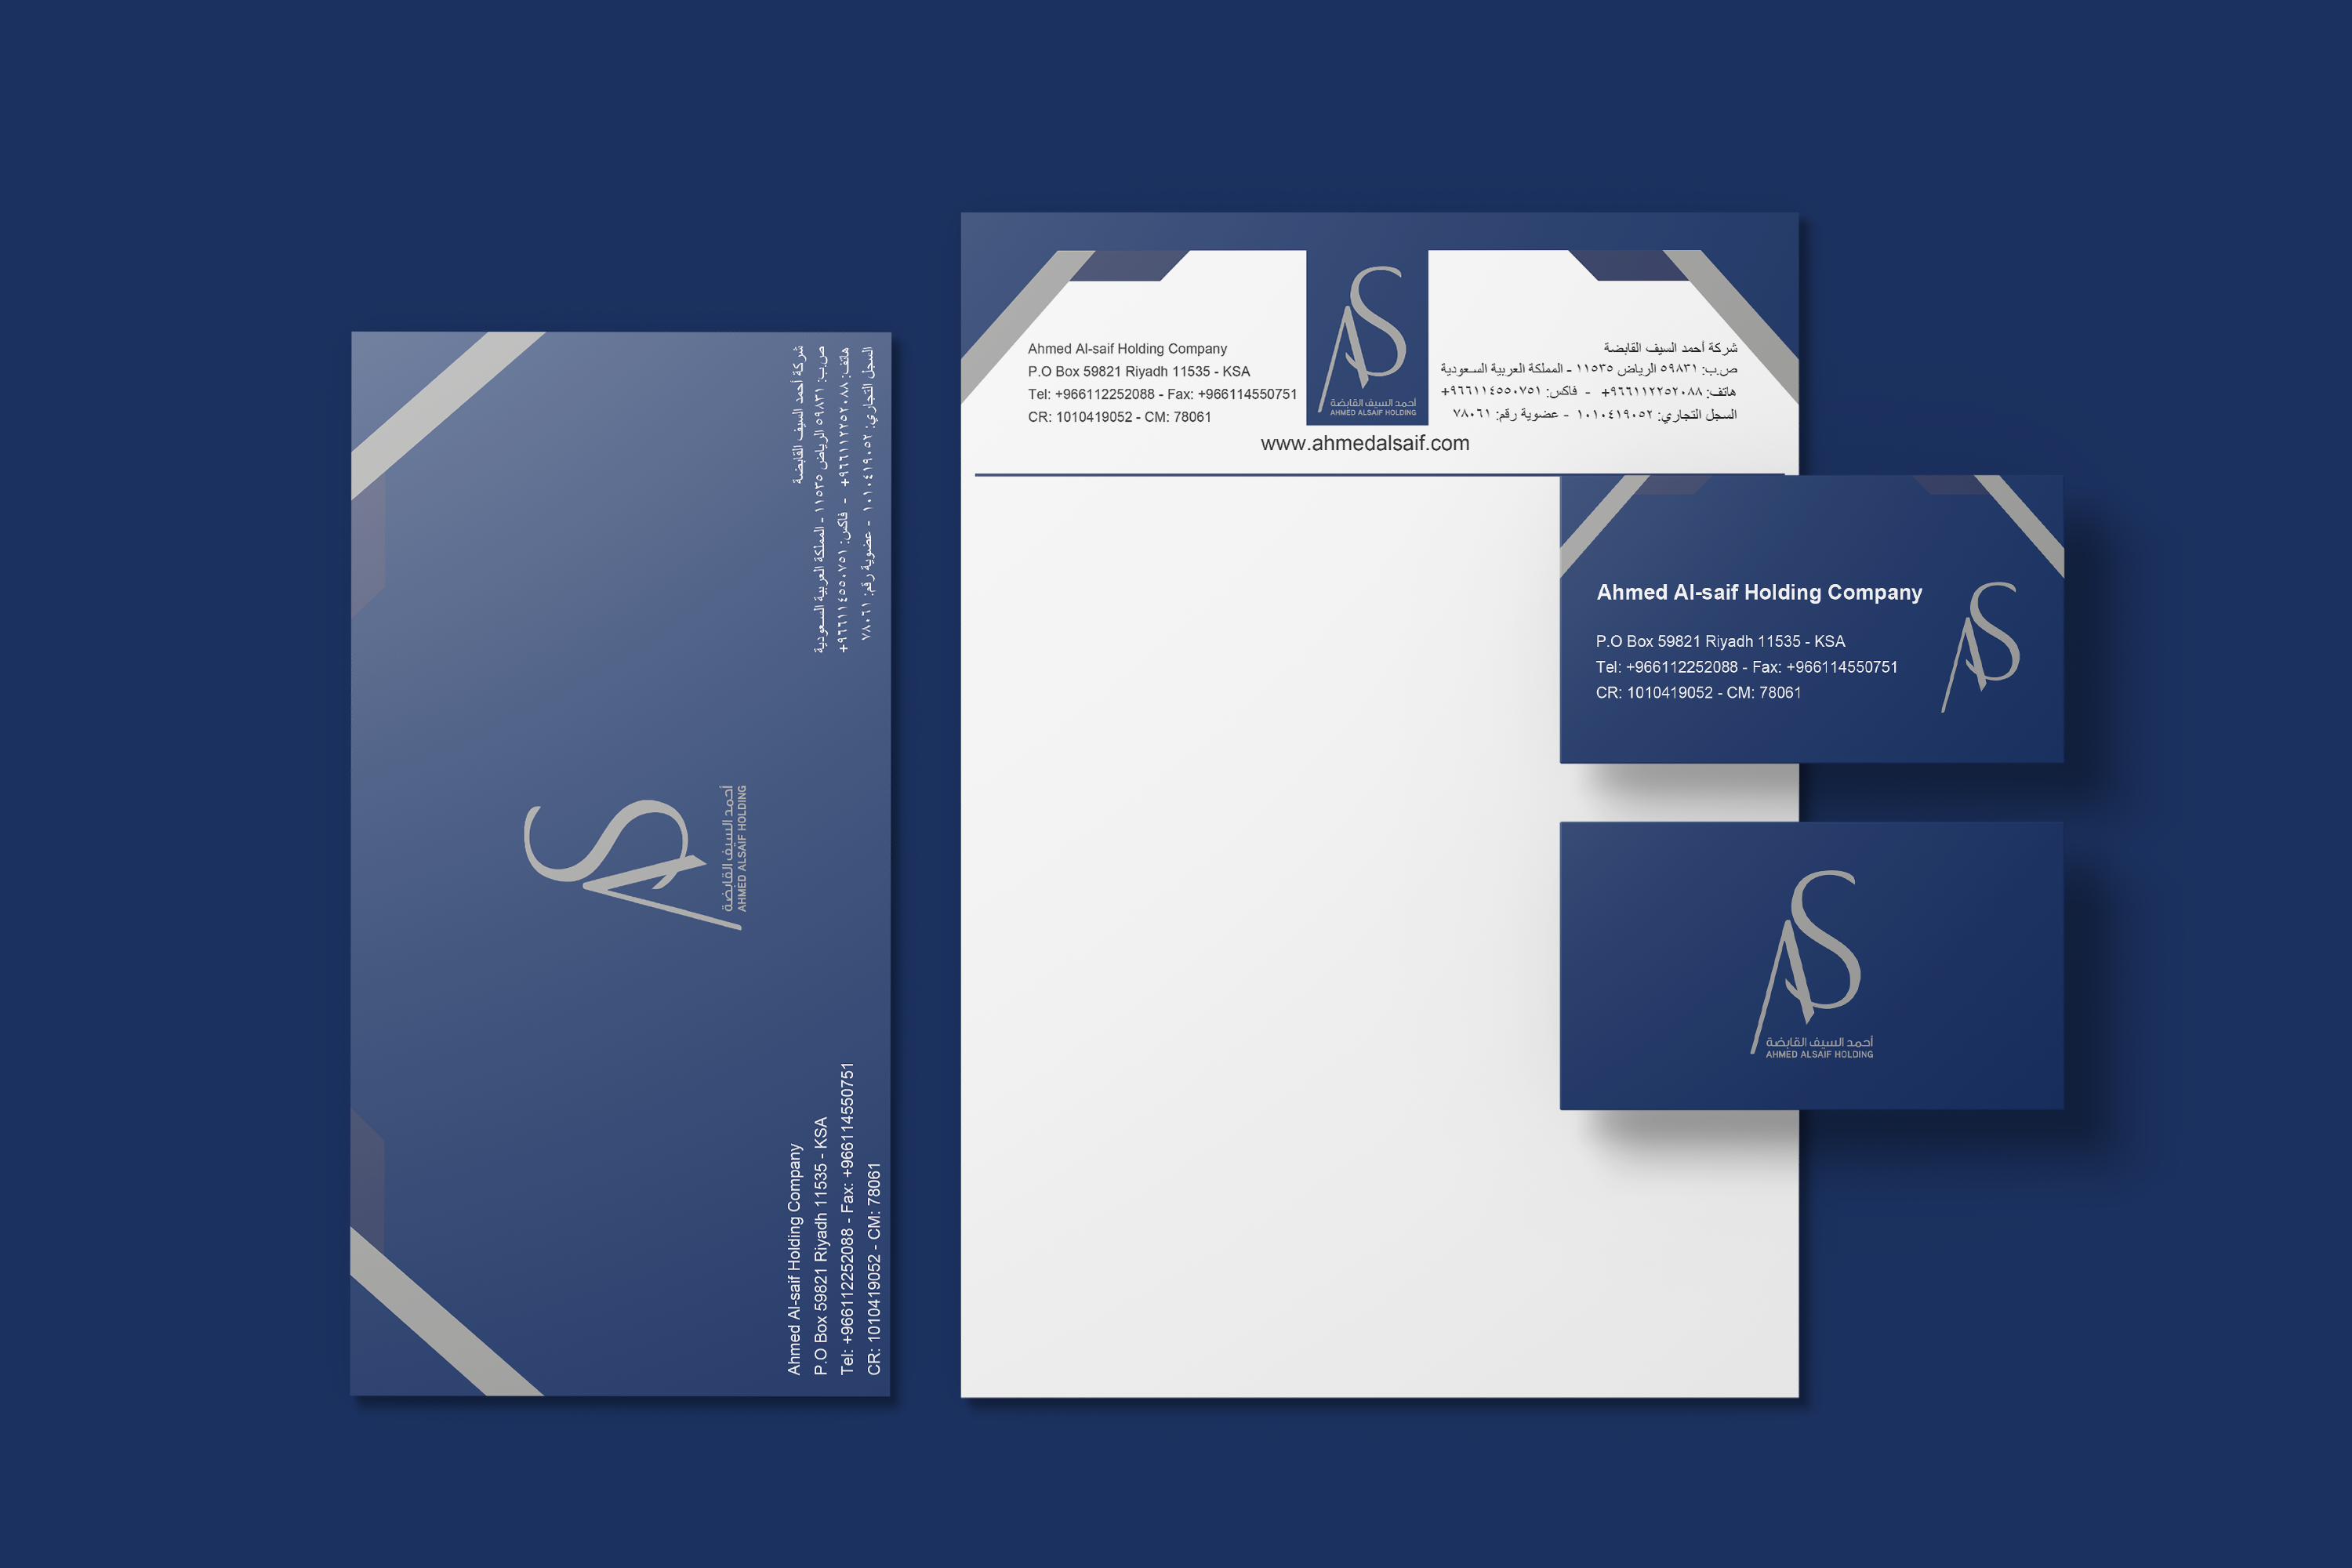 شركة أحمد السيف القابضة
ص.ب: ٥٩٨٣١ الرياض ١١٥٣٥ - المملكة العربية السعودية
هاتف: ٩٦٦١١٢٢٥٢٠٨٨+ - فاكس: ٩٦٦١١٤٥٥٠٧٥١+
السجل التجاري: ١٠١٠٤١٩٠٥٢ - عضوية رقم: ٧٨٠٦١
AS
أحمد السيف القابضة
AHMED ALSAIF HOLDING
Ahmed Al-saif Holding Company
P.O Box 59821 Riyadh 11535 - KSA
Tel: +966112252088 - Fax: +966114550751
CR: 1010419052 - CM: 78061
Ahmed Al-saif Holding Company
P.O Box 59821 Riyadh 11535 - KSA
Tel: +966112252088 - Fax: +966114550751
CR: 1010419052 - CM: 78061
AS
أحمد السيف القابضة
AHMED ALSAIF HOLDING
شركة أحمد السيف القابضة
ص.ب: ٥٩٨٣١ الرياض ١١٥٣٥ - المملكة العربية السعودية
هاتف: ٩٦٦١١٢٢٥٢٠٨٨+ - فاكس: ٩٦٦١١٤٥٥٠٧٥١+
السجل التجاري: ١٠١٠٤١٩٠٥٢ - عضوية رقم: ٧٨٠٦١
www.ahmedalsaif.com
Ahmed Al-saif Holding Company
P.O Box 59821 Riyadh 11535 - KSA
Tel: +966112252088 - Fax: +966114550751
CR: 1010419052 - CM: 78061
AS
AS
أحمد السيف القابضة
AHMED ALSAIF HOLDING